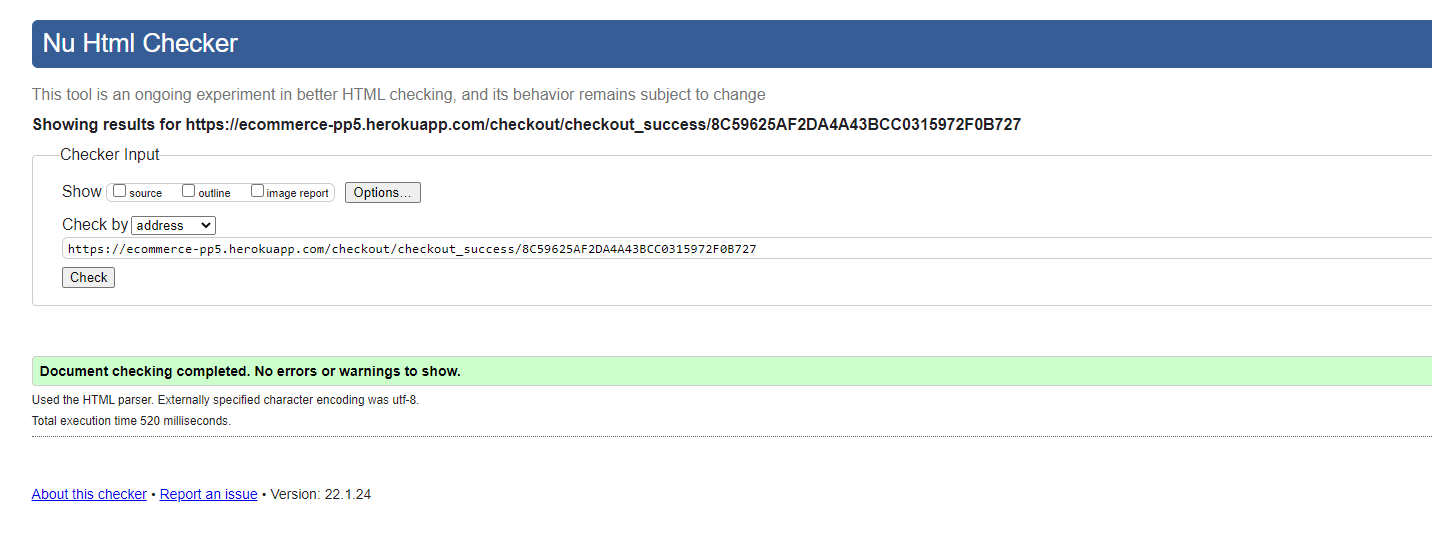 Nu Html Checker
This tool is an ongoing experiment in better HTML checking, and its behavior remains subject to change
Showing results for https://ecommerce-pp5.herokuapp.com/checkout/checkout_success/8C59625AF2DA4A43BCC0315972F0B727
Checker Input
Show source outline image report Options...
Check by address
https://ecommerce-pp5.herokuapp.com/checkout/checkout_success/8C59625AF2DA4A43BCC0315972F0B727
Check
Document checking completed. No errors or warnings to show.
Used the HTML parser. Externally specified character encoding was utf-8.
Total execution time 520 milliseconds.
About this checker • Report an issue • Version: 22.1.24